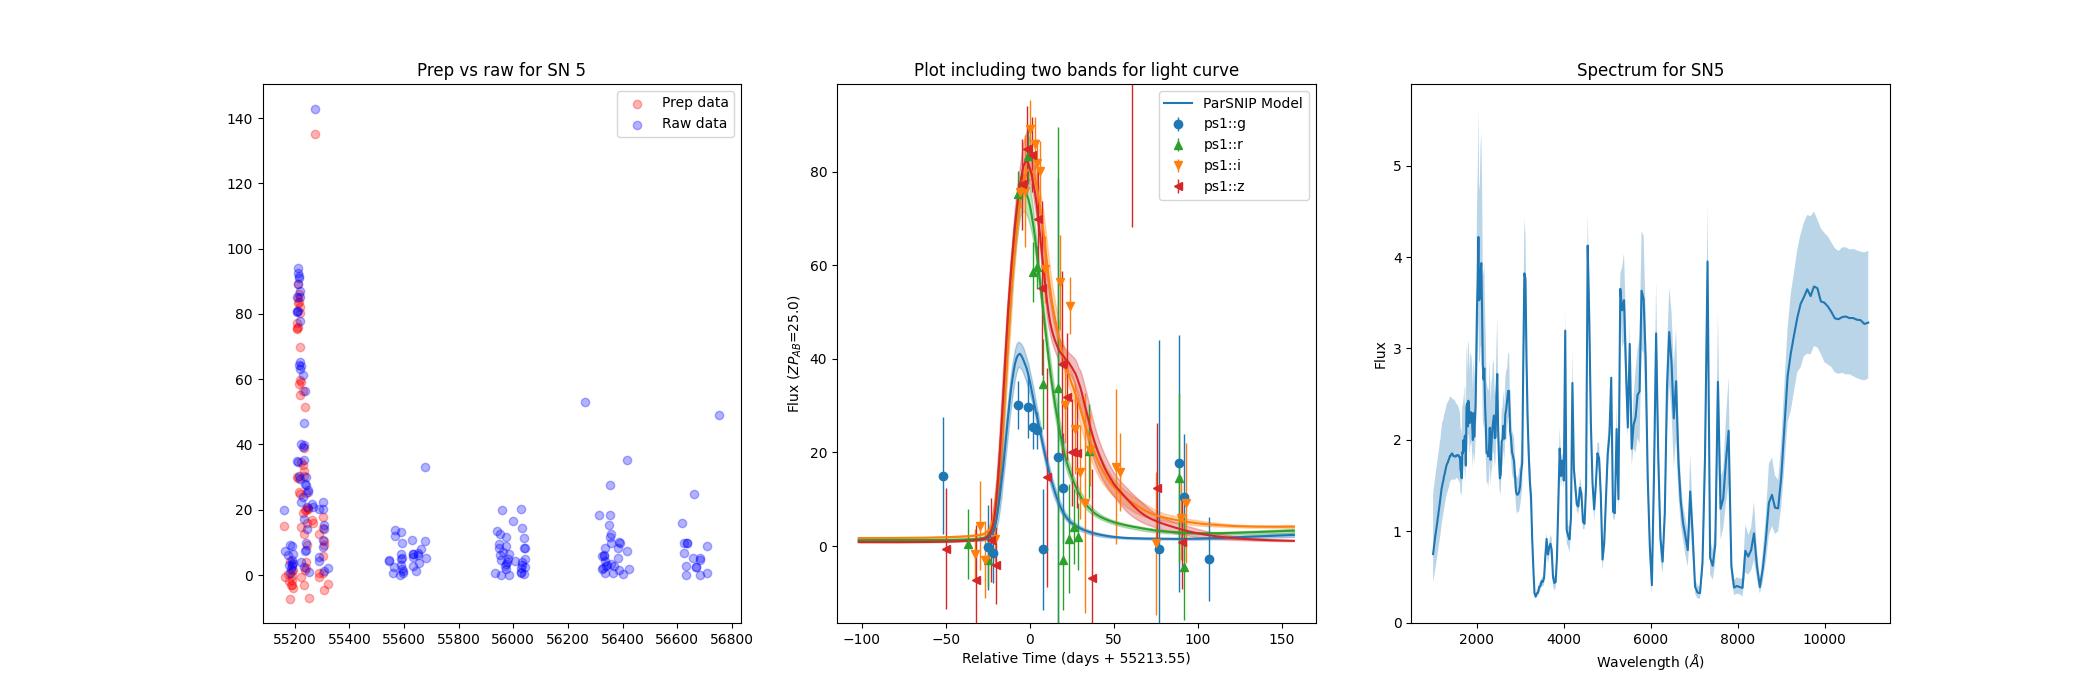 Prep vs raw for SN 5
Prep data
Raw data
140
120
100
80
60
40
20
0
55200 55400 55600 55800 56000 56200 56400 56600 56800
Plot including two bands for light curve
ParSNIP Model
ps1::g
ps1::r
ps1::i
ps1::z
Flux (ZP_AB=25.0)
80
60
40
20
0
−100 −50 0 50 100 150
Relative Time (days + 55213.55)
Spectrum for SN5
Flux
5
4
3
2
1
0
2000 4000 6000 8000 10000
Wavelength (Å)